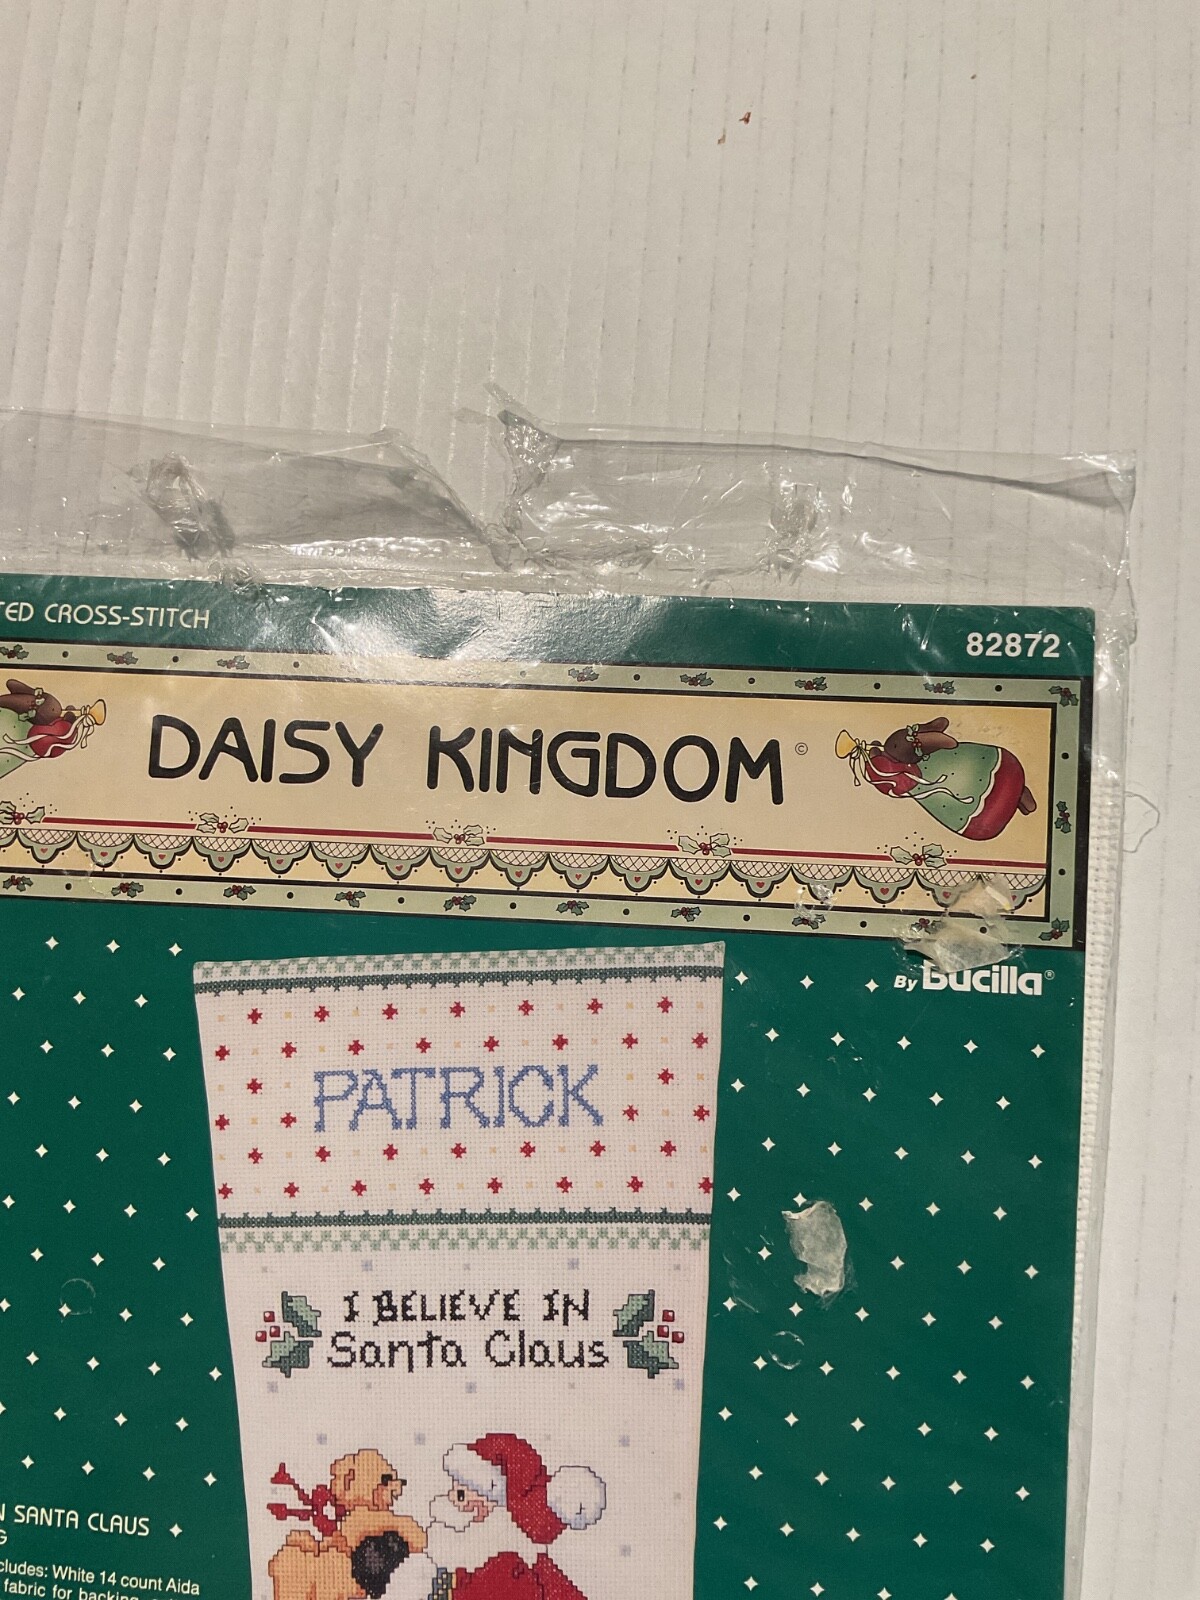 CROSS-STITCH
82872
DAISY KINGDOM ©
By Bucilla®
PATRICK
I BELIEVE IN
Santa Claus
SANTA CLAUS
White 14 count Aida
fabric for backing,